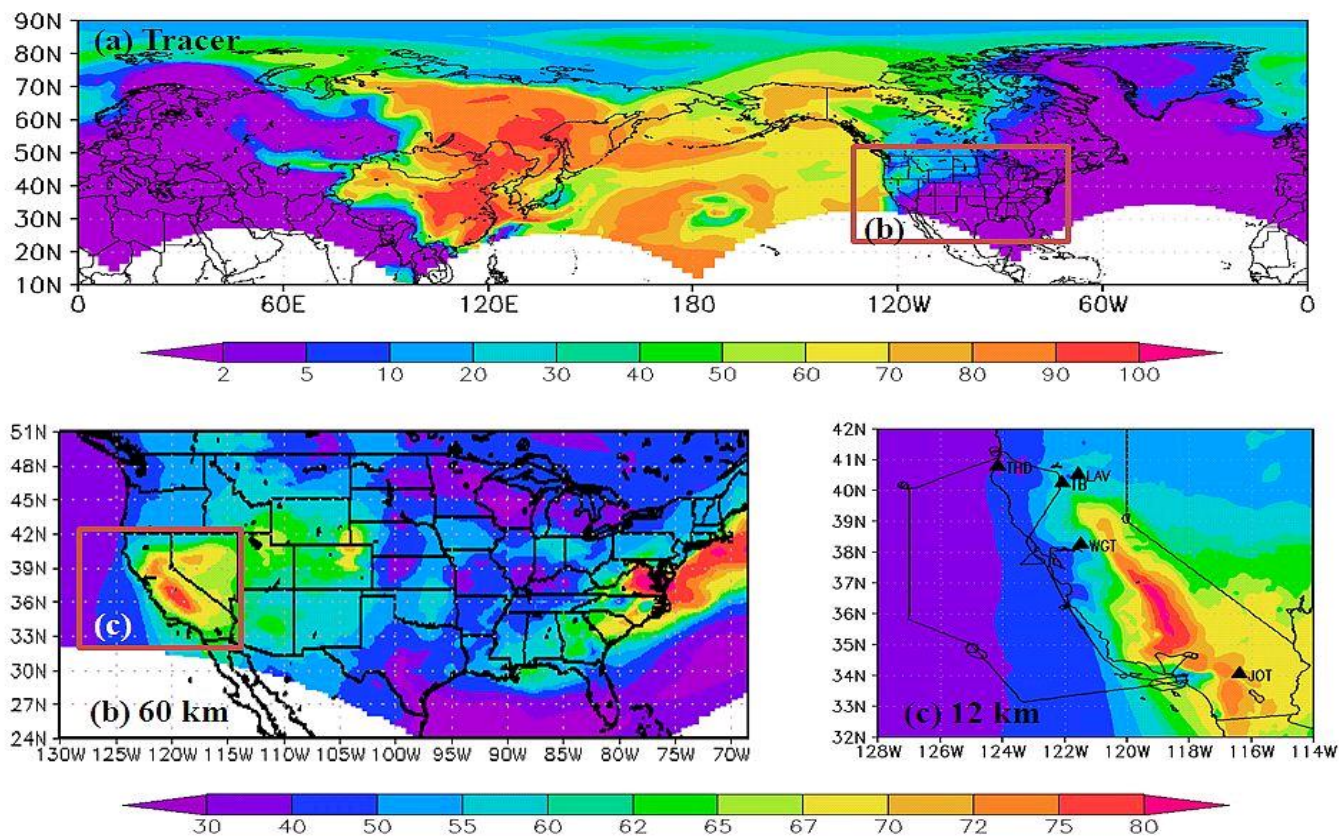 90N
(a) Tracer
80N
70N
60N
50N
40N
30N
(b)
20N
10N
0 60E 120E 180 120W 60W 0
2 5 10 20 30 40 50 60 70 80 90 100
51N
48N
45N
42N
39N
36N
33N
(c)
30N
27N
(b) 60 km
24N
130W 125W 120W 115W 110W 105W 100W 95W 90W 85W 80W 75W 70W
42N
41N
THD
LAV
TB
40N
39N
WGT
38N
37N
36N
35N
34N
JOT
33N
(c) 12 km
32N
128W 126W 124W 122W 120W 118W 116W 114W
30 40 50 55 60 62 65 67 70 72 75 80